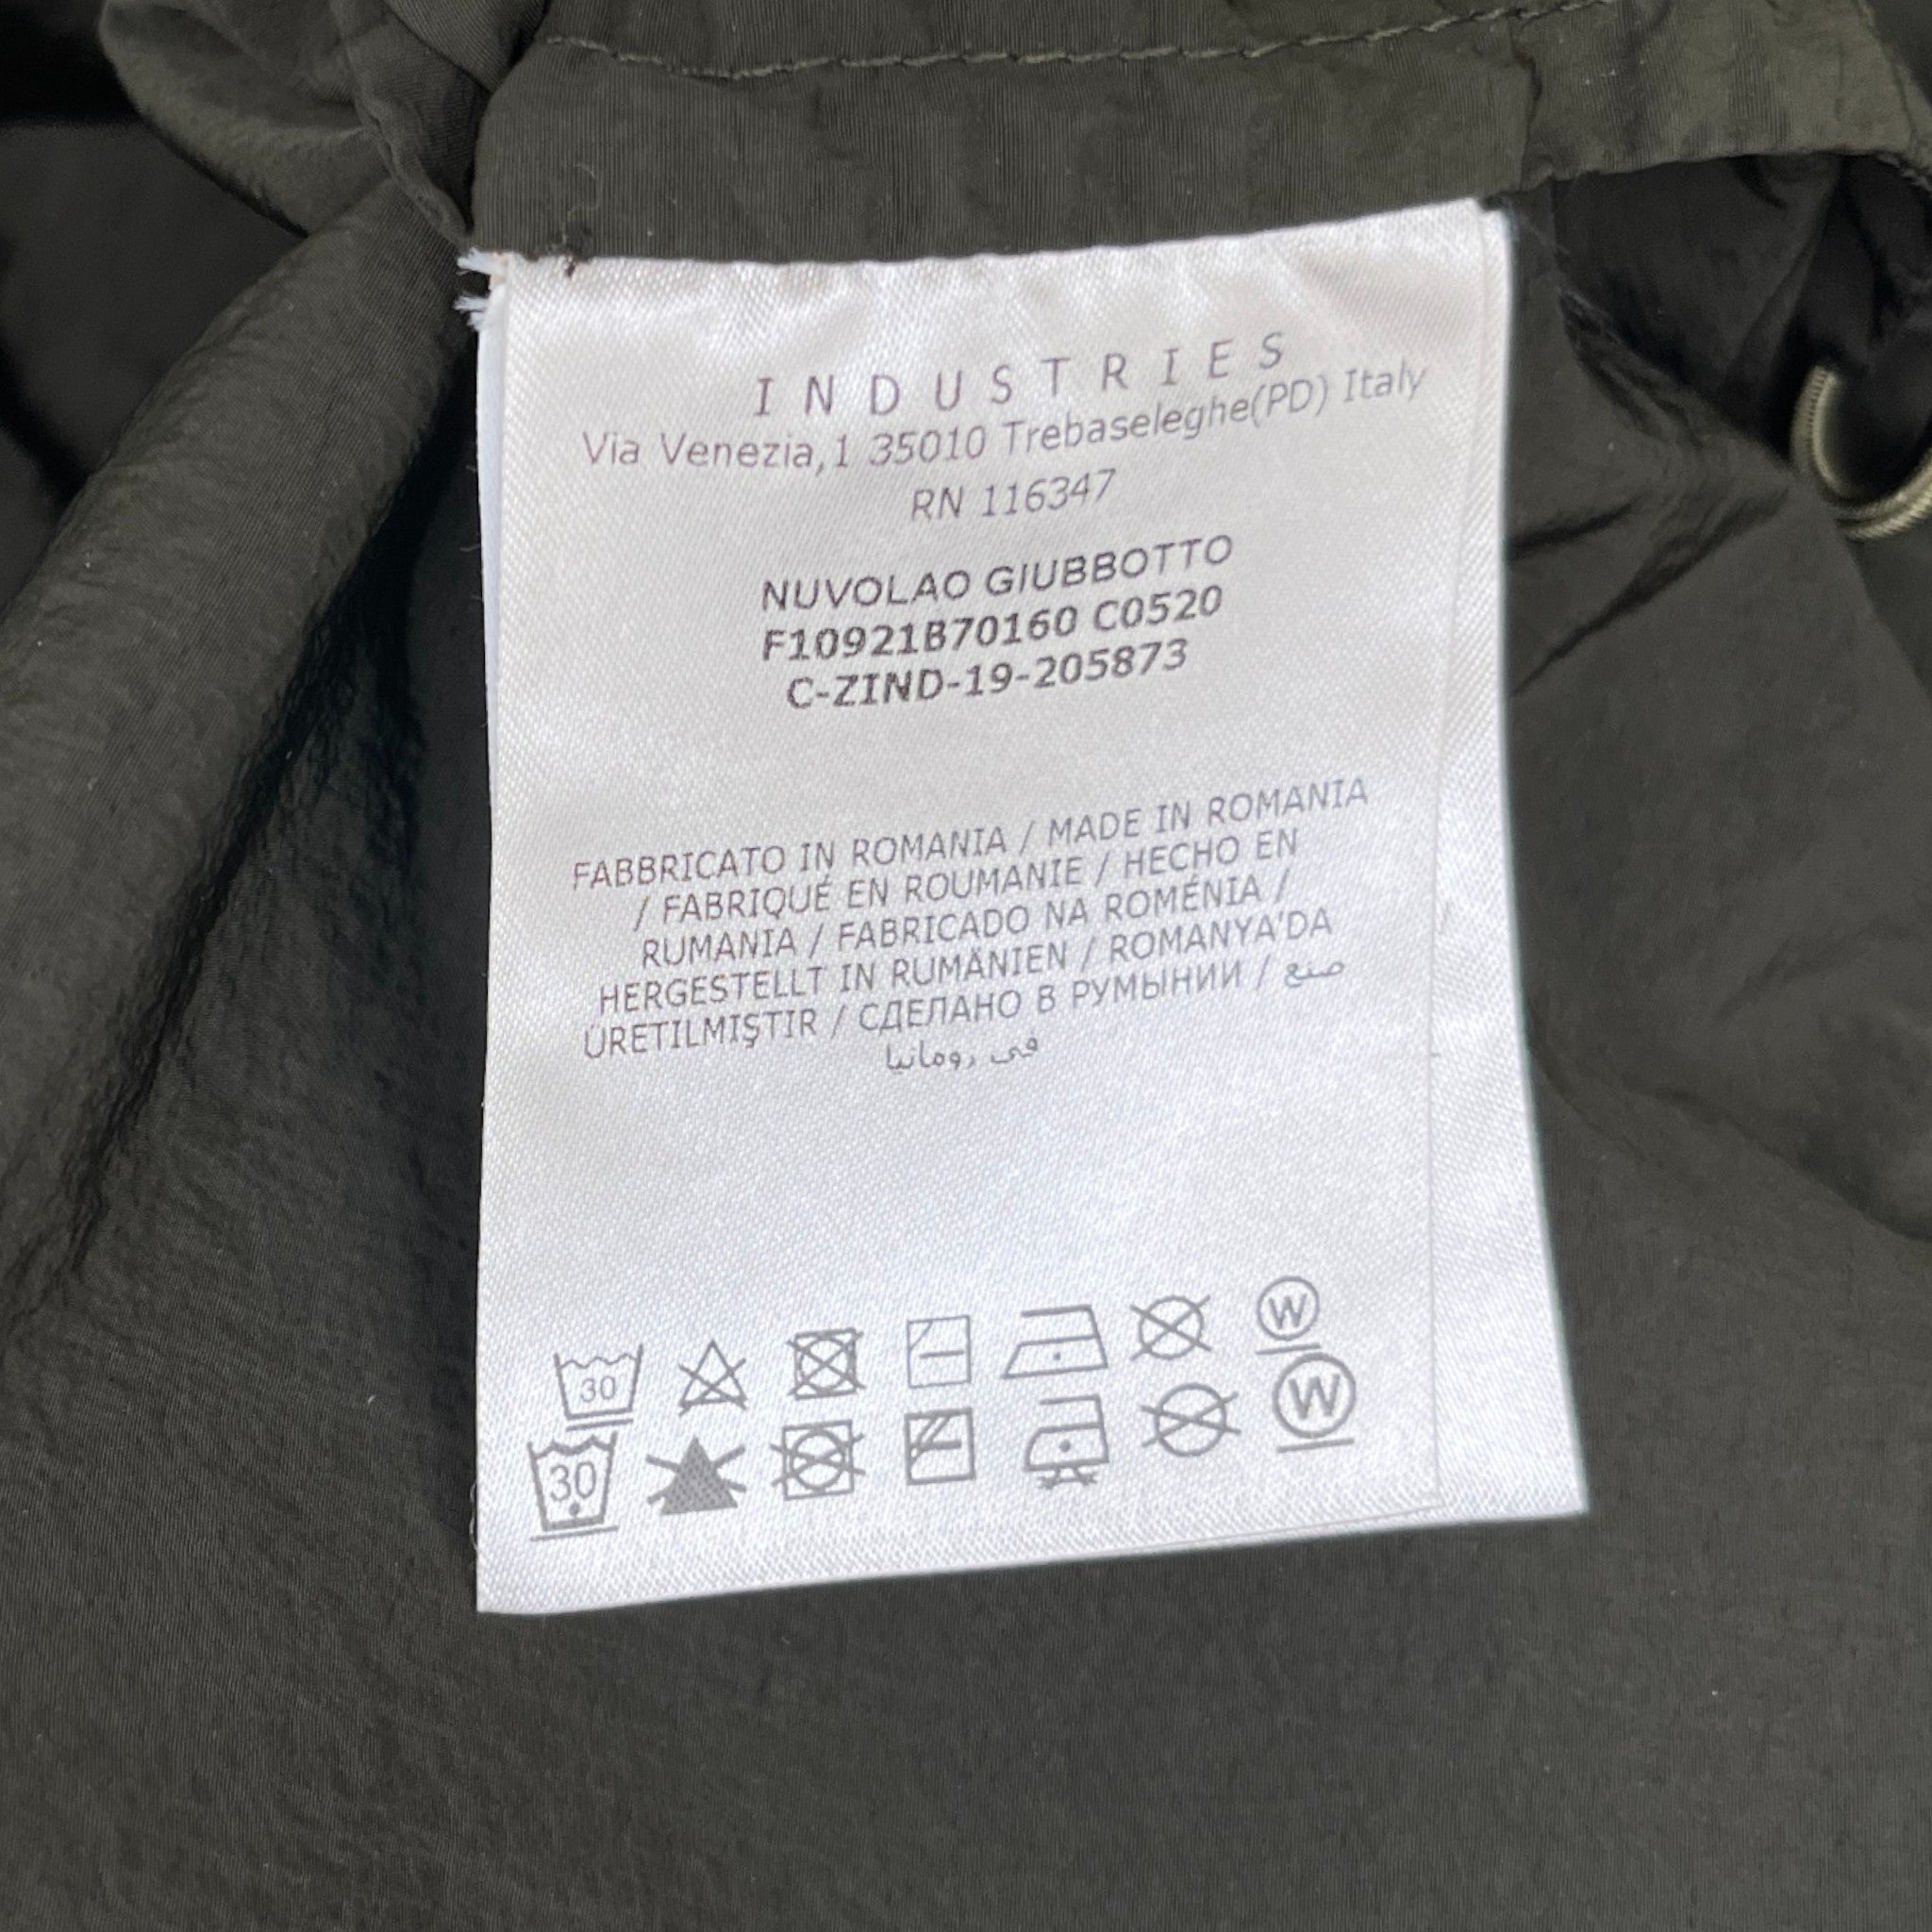 INDUSTRIES
Via Venezia,1 35010 Trebaseleghe(PD) Italy
RN 116347
NUVOLAO GIUBBOTTO
F10921B70160 C0520
C-ZIND-19-205873
FABBRICATO IN ROMANIA / MADE IN ROMANIA
/ FABRIQUÉ EN ROUMANIE / HECHO EN
RUMANIA / FABRICADO NA ROMÉNIA /
HERGESTELLT IN RUMÄNIEN / ROMANYA'DA
ÜRETILMIŞTIR / СДЕЛАНО В РУМЫНИИ / صنع
في رومانيا
30 W
30 W